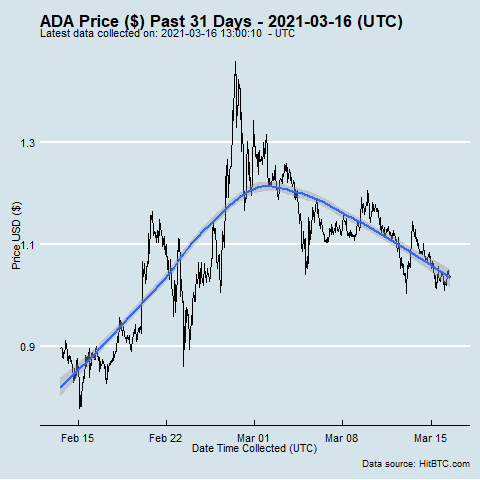 ADA Price ($) Past 31 Days - 2021-03-16 (UTC)
Latest data collected on: 2021-03-16 13:00:10 - UTC
1.3
1.1
0.9
Price USD ($)
Feb 15 Feb 22 Mar 01 Mar 08 Mar 15
Date Time Collected (UTC)
Data source: HitBTC.com